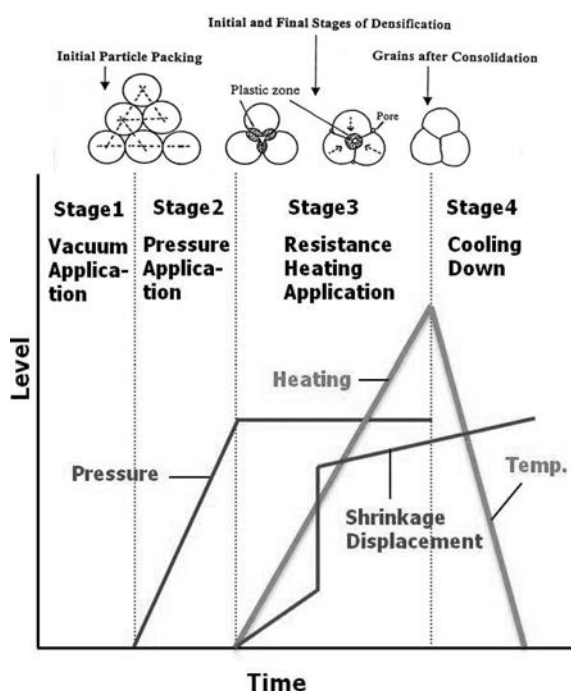 Initial and Final Stages of Densification
Initial Particle Packing
Grains after Consolidation
Plastic zone
Pore
Stage1
Vacuum
Applica-
tion
Stage2
Pressure
Applica-
tion
Stage3
Resistance
Heating
Application
Stage4
Cooling
Down
Level
Heating
Pressure
Temp.
Shrinkage
Displacement
Time